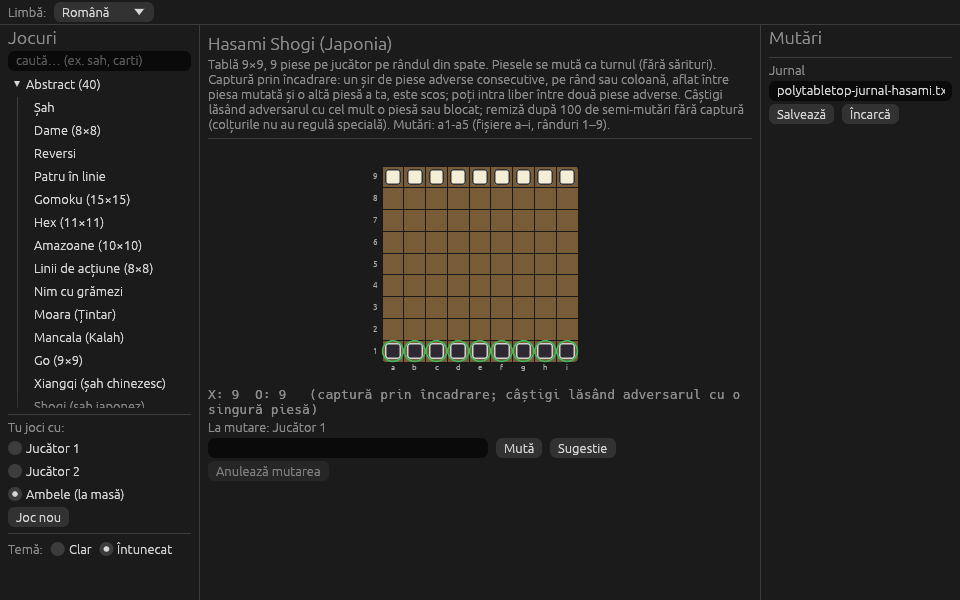 Limbă: Română
Jocuri
caută... (ex. sah, carti)
Abstract (40)
Șah
Dame (8×8)
Reversi
Patru în linie
Gomoku (15×15)
Hex (11×11)
Amazoane (10×10)
Linii de acțiune (8×8)
Nim cu grămezi
Moara (Țintar)
Mancala (Kalah)
Go (9×9)
Xiangqi (șah chinezesc)
Shogi (șah japonez)
Tu joci cu:
Jucător 1
Jucător 2
Ambele (la masă)
Joc nou
Temă: Clar Întunecat
Hasami Shogi (Japonia)
Tablă 9×9, 9 piese pe jucător pe rândul din spate. Piesele se mută ca turnul (fără sărituri).
Captură prin încadrare: un șir de piese adverse consecutive, pe rând sau coloană, aflat între
piesa mutată și o altă piesă a ta, este scos; poți intra liber între două piese adverse. Câștigi
lăsând adversarul cu cel mult o piesă sau blocat; remiză după 100 de semi-mutări fără captură
(colțurile nu au regulă specială). Mutări: a1-a5 (fișiere a–i, rânduri 1–9).
9
8
7
6
5
4
3
2
1
a b c d e f g h i
X: 9 O: 9 (captură prin încadrare; câștigi lăsând adversarul cu o
singură piesă)
La mutare: Jucător 1
Mută Sugestie
Anulează mutarea
Mutări
Jurnal
polytabletop-jurnal-hasami.tx
Salvează Încarcă